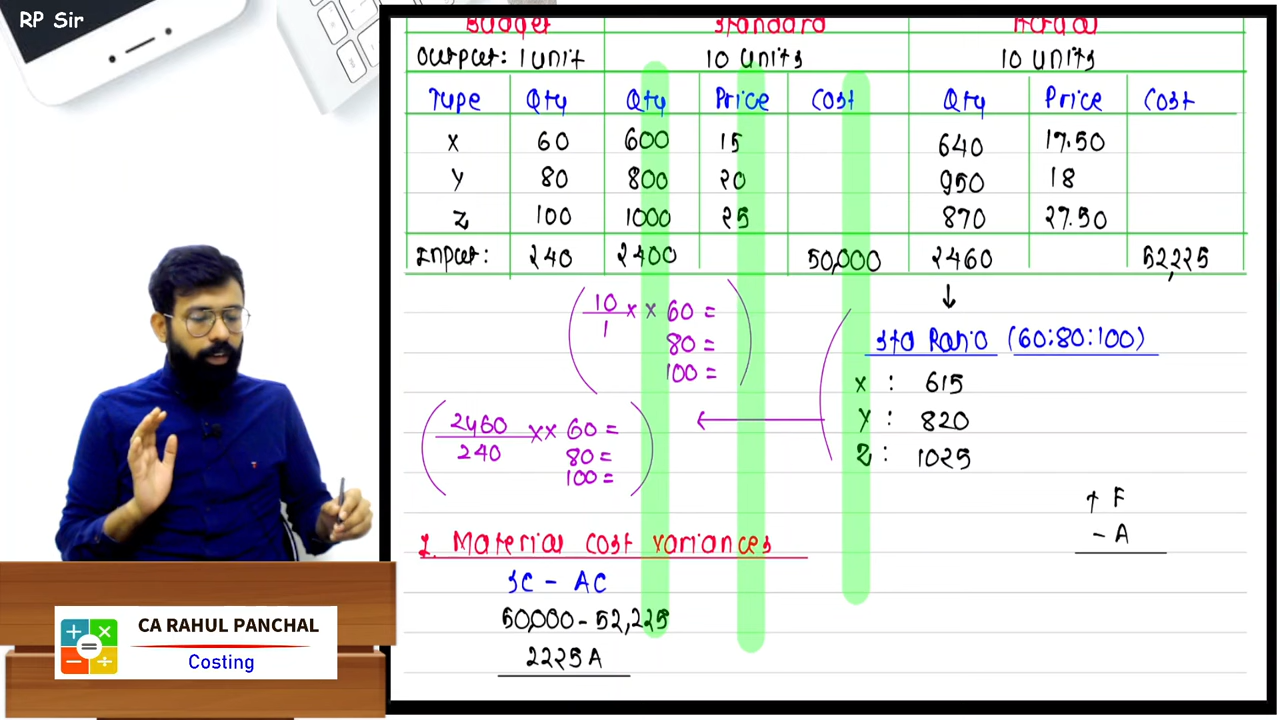 RP Sir
Budget Standard Actual
Output: 1 Unit 10 Units 10 Units
Type Qty Qty Price Cost Qty Price Cost
X 60 600 15 640 17.50
Y 80 800 20 950 18
Z 100 1000 25 870 27.50
Input: 240 2400 50,000 2460 52,225
10/1 x x 60 =
80 =
100 =
↓
Std Ratio (60:80:100)
X : 615
Y : 820
Z : 1025
2460/240 x x 60 =
80 =
100 =
+ F
- A
1. Material Cost variances
SC - AC
50,000 - 52,225
2225 A
CA RAHUL PANCHAL
Costing